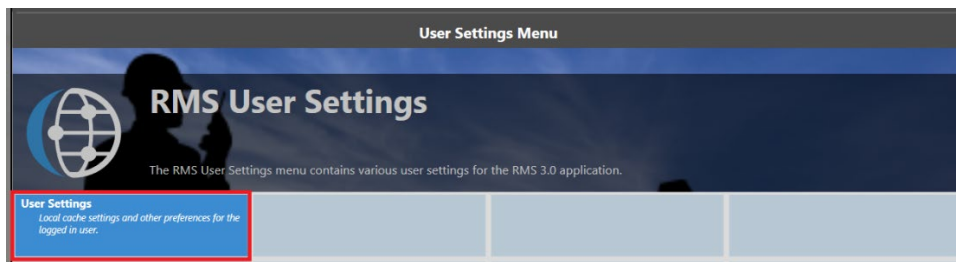 User Settings Menu
RMS User Settings
The RMS User Settings menu contains various user settings for the RMS 3.0 application.
User Settings
Local cache settings and other preferences for the
logged in user.